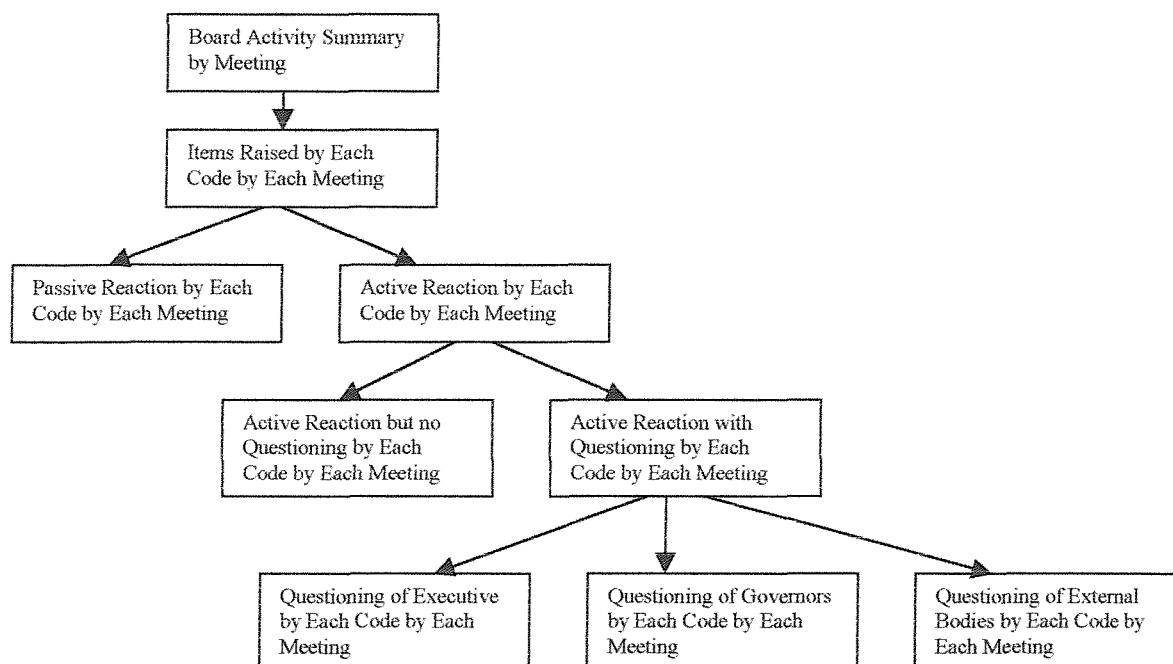 Board Activity Summary
by Meeting
Items Raised by Each
Code by Each Meeting
Passive Reaction by Each
Code by Each Meeting
Active Reaction by Each
Code by Each Meeting
Active Reaction but no
Questioning by Each
Code by Each Meeting
Active Reaction with
Questioning by Each
Code by Each Meeting
Questioning of Executive
by Each Code by Each
Meeting
Questioning of Governors
by Each Code by Each
Meeting
Questioning of External
Bodies by Each Code by
Each Meeting